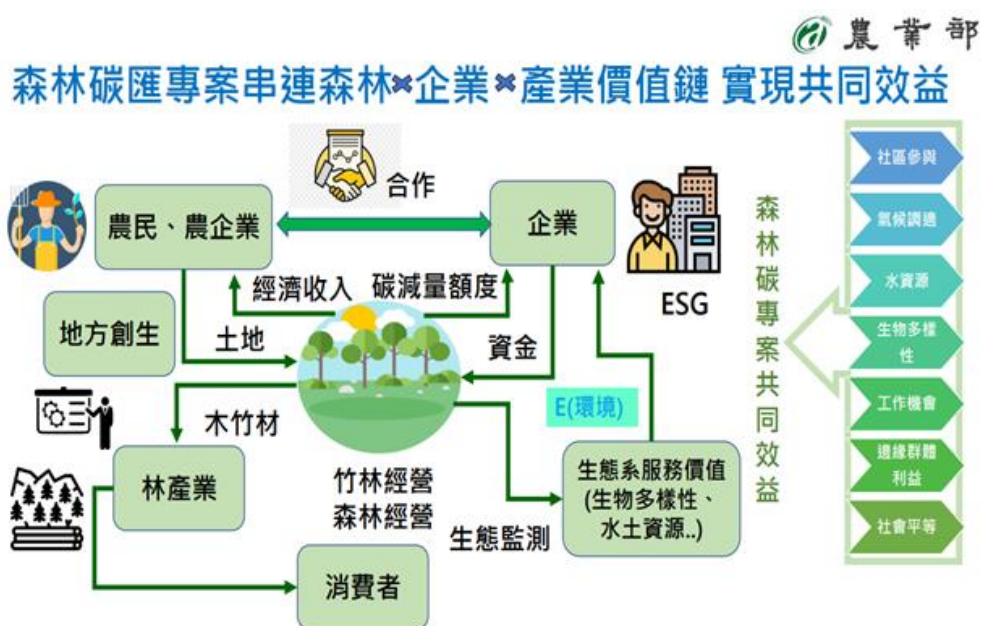 農業部
森林碳匯專案串連森林×企業×產業價值鏈 實現共同效益
合作
農民、農企業
企業
ESG
經濟收入
碳減量額度
地方創生
土地
資金
木竹材
E(環境)
林產業
竹林經營
森林經營
生態監測
生態系服務價值
(生物多樣性、
水土資源..)
消費者
森林碳專案共同效益
社區參與
氣候調適
水資源
生物多樣
性
工作機會
邊緣群體
利益
社會平等